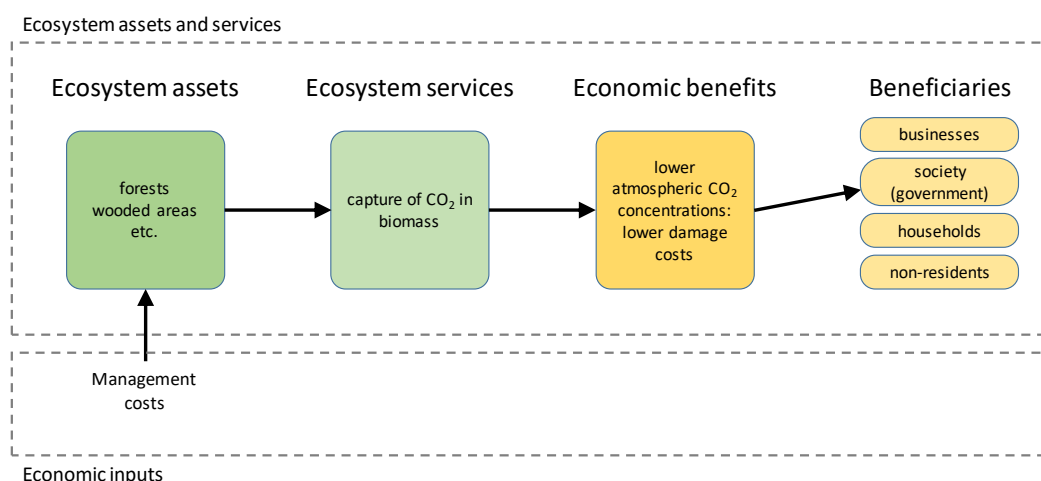 Ecosystem assets and services
Ecosystem assets
Ecosystem services
Economic benefits
Beneficiaries
forests
wooded areas
etc.
capture of CO₂ in
biomass
lower
atmospheric CO₂
concentrations:
lower damage
costs
businesses
society
(government)
households
non-residents
Management
costs
Economic inputs